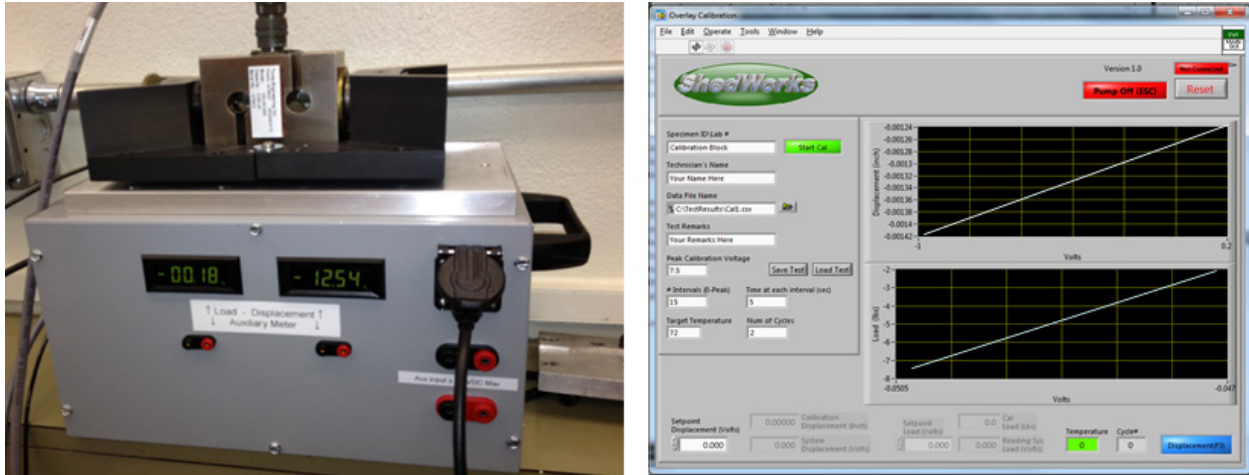 - 00.18
- 12.54
↑ Load - Displacement ↑
↓ Auxiliary Meter ↓
Overlay Calibration
File Edit Operate Tools Window Help
ShedWorks
Version 1.0
Not Connected
Pump Off (ESC)
Reset
Specimen ID\Lab #
Calibration Block
Start Cal
Technician's Name
Your Name Here
Data File Name
C:\TestResults\Cal1.csv
Test Remarks
Your Remarks Here
Peak Calibration Voltage
7.5
Save Test
Load Test
# Intervals (0-Peak)
Time at each interval (sec)
15
5
Target Temperature
Num of Cycles
72
2
Displacement (inch)
-0.00124
-0.00126
-0.00128
-0.0013
-0.00132
-0.00134
-0.00136
-0.00138
-0.0014
-0.00142
-1
0.2
Volts
Load (lbs)
-2
-3
-4
-5
-6
-7
-8
-0.0505
-0.047
Volts
Setpoint
Displacement (Volts)
0.000
0.00000
Calibration
Displacement (Inch)
0.000
System
Displacement (Volts)
Setpoint
Load (Volts)
0.000
0.0
Cal
Load (Lbs)
0.000
Reading Sys
Load (Volts)
Temperature
0
Cycle#
0
Displacement(F3)